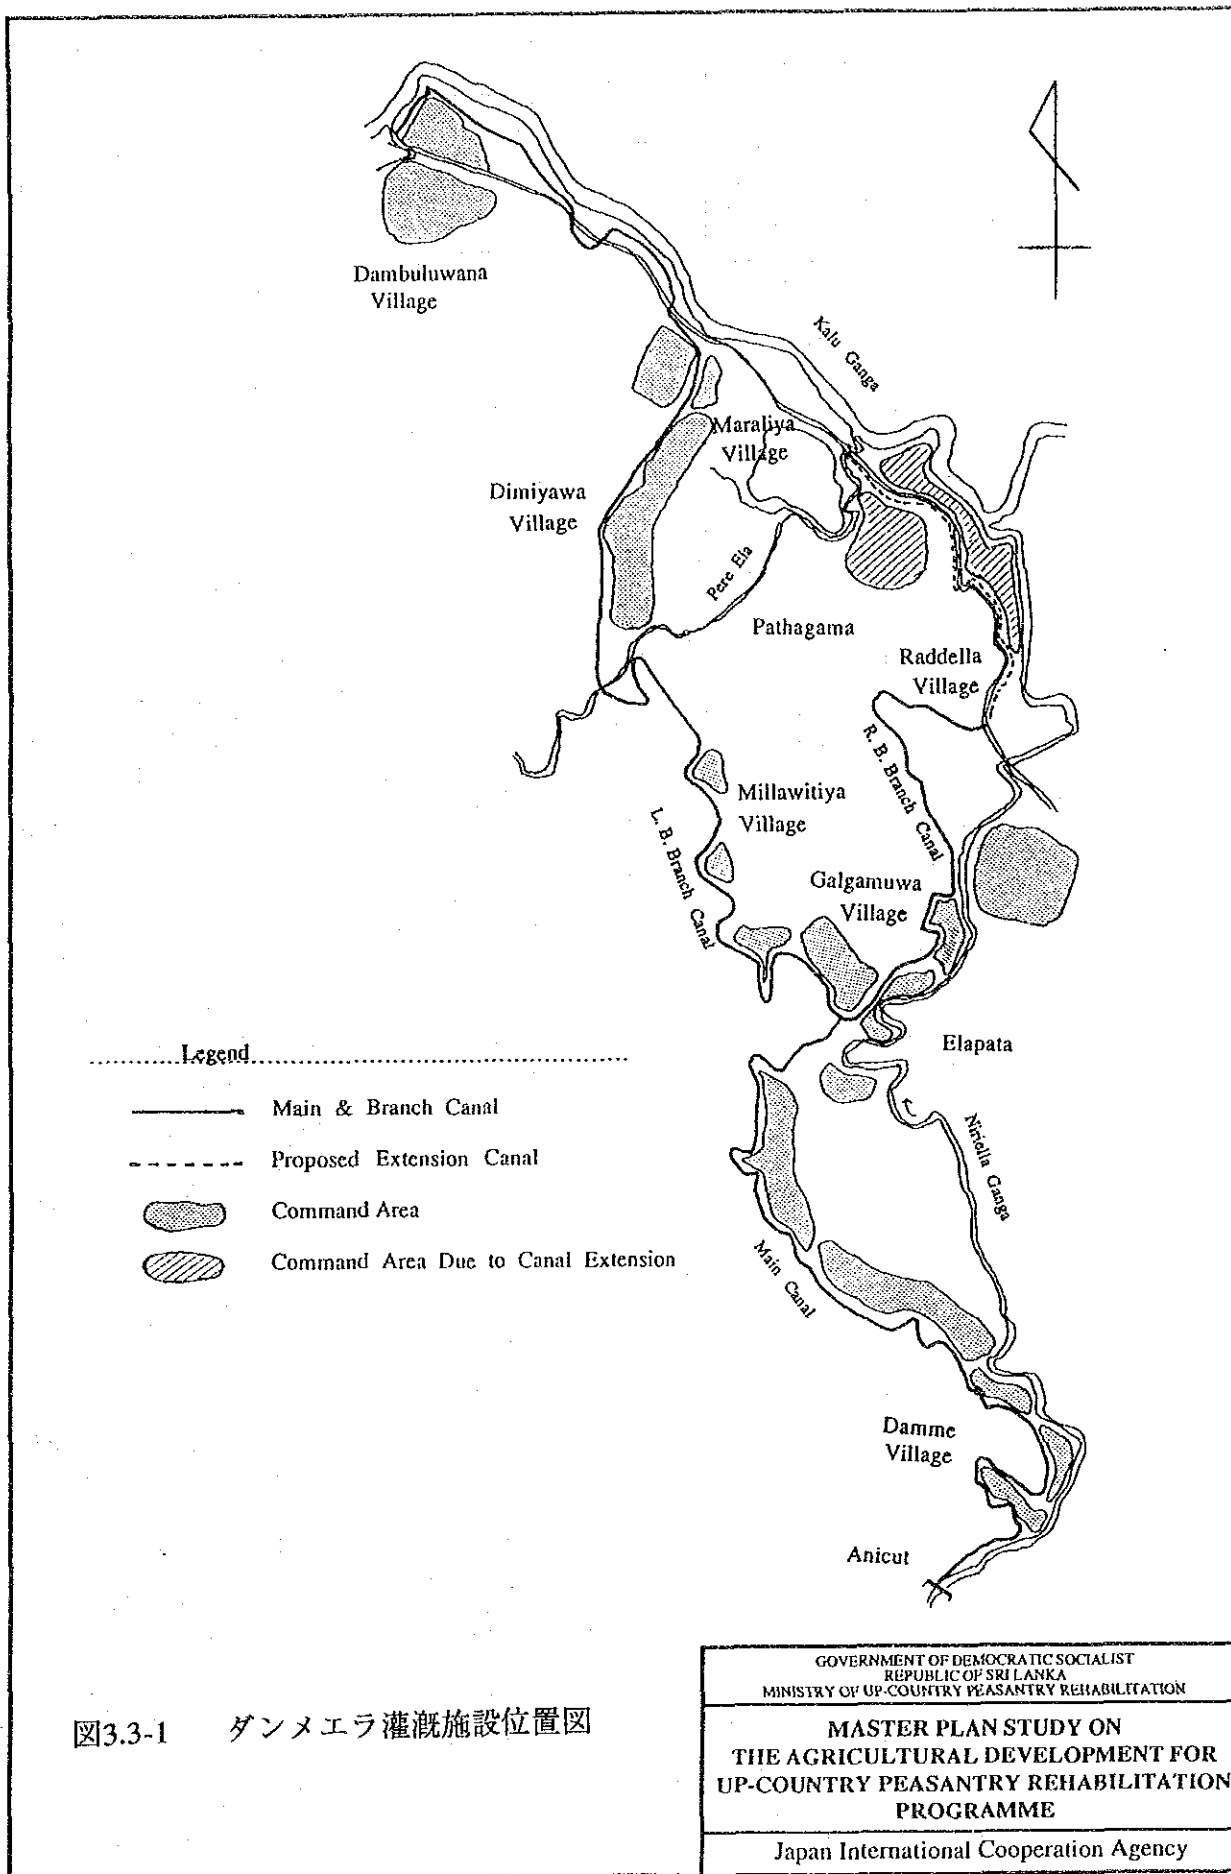 Dambuluwana
Village
Kalu Ganga
Maraliya
Village
Dimiyawa
Village
Pere Ela
Pathagama
Raddella
Village
R. B. Branch Canal
Millawitiya
Village
L. B. Branch Canal
Galgamuwa
Village
Elapata
Niriella Ganga
Legend
Main & Branch Canal
Proposed Extension Canal
Command Area
Command Area Due to Canal Extension
Main Canal
Damme
Village
Anicut
図3.3-1 ダンメエラ灌漑施設位置図
GOVERNMENT OF DEMOCRATIC SOCIALIST
REPUBLIC OF SRI LANKA
MINISTRY OF UP-COUNTRY PEASANTRY REHABILITATION
MASTER PLAN STUDY ON
THE AGRICULTURAL DEVELOPMENT FOR
UP-COUNTRY PEASANTRY REHABILITATION
PROGRAMME
Japan International Cooperation Agency